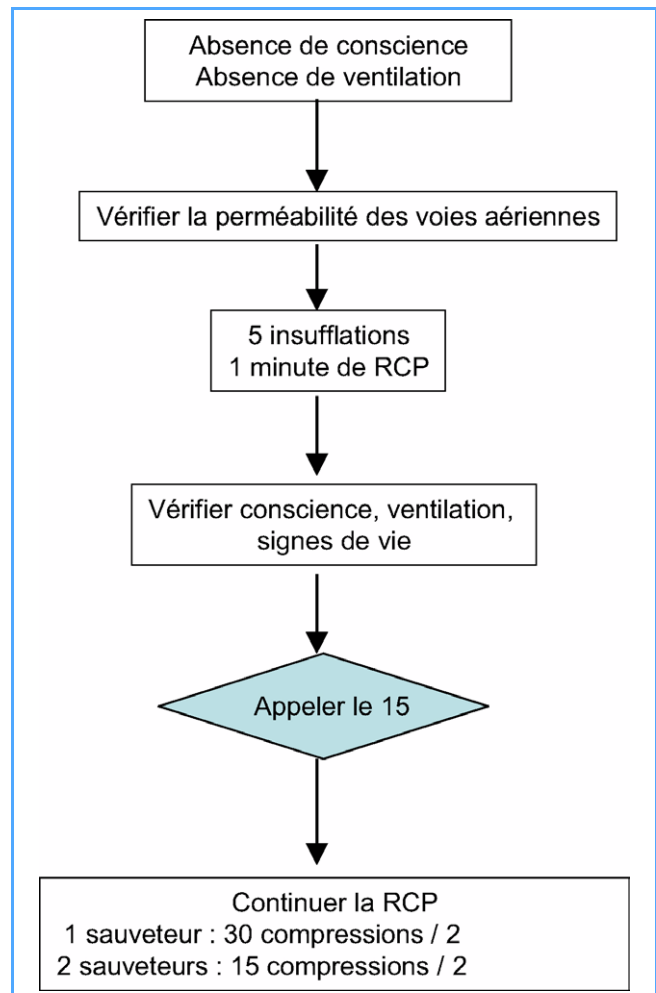 Absence de conscience
Absence de ventilation
Vérifier la perméabilité des voies aériennes
5 insufflations
1 minute de RCP
Vérifier conscience, ventilation,
signes de vie
Appeler le 15
Continuer la RCP
1 sauveteur : 30 compressions / 2
2 sauveteurs : 15 compressions / 2